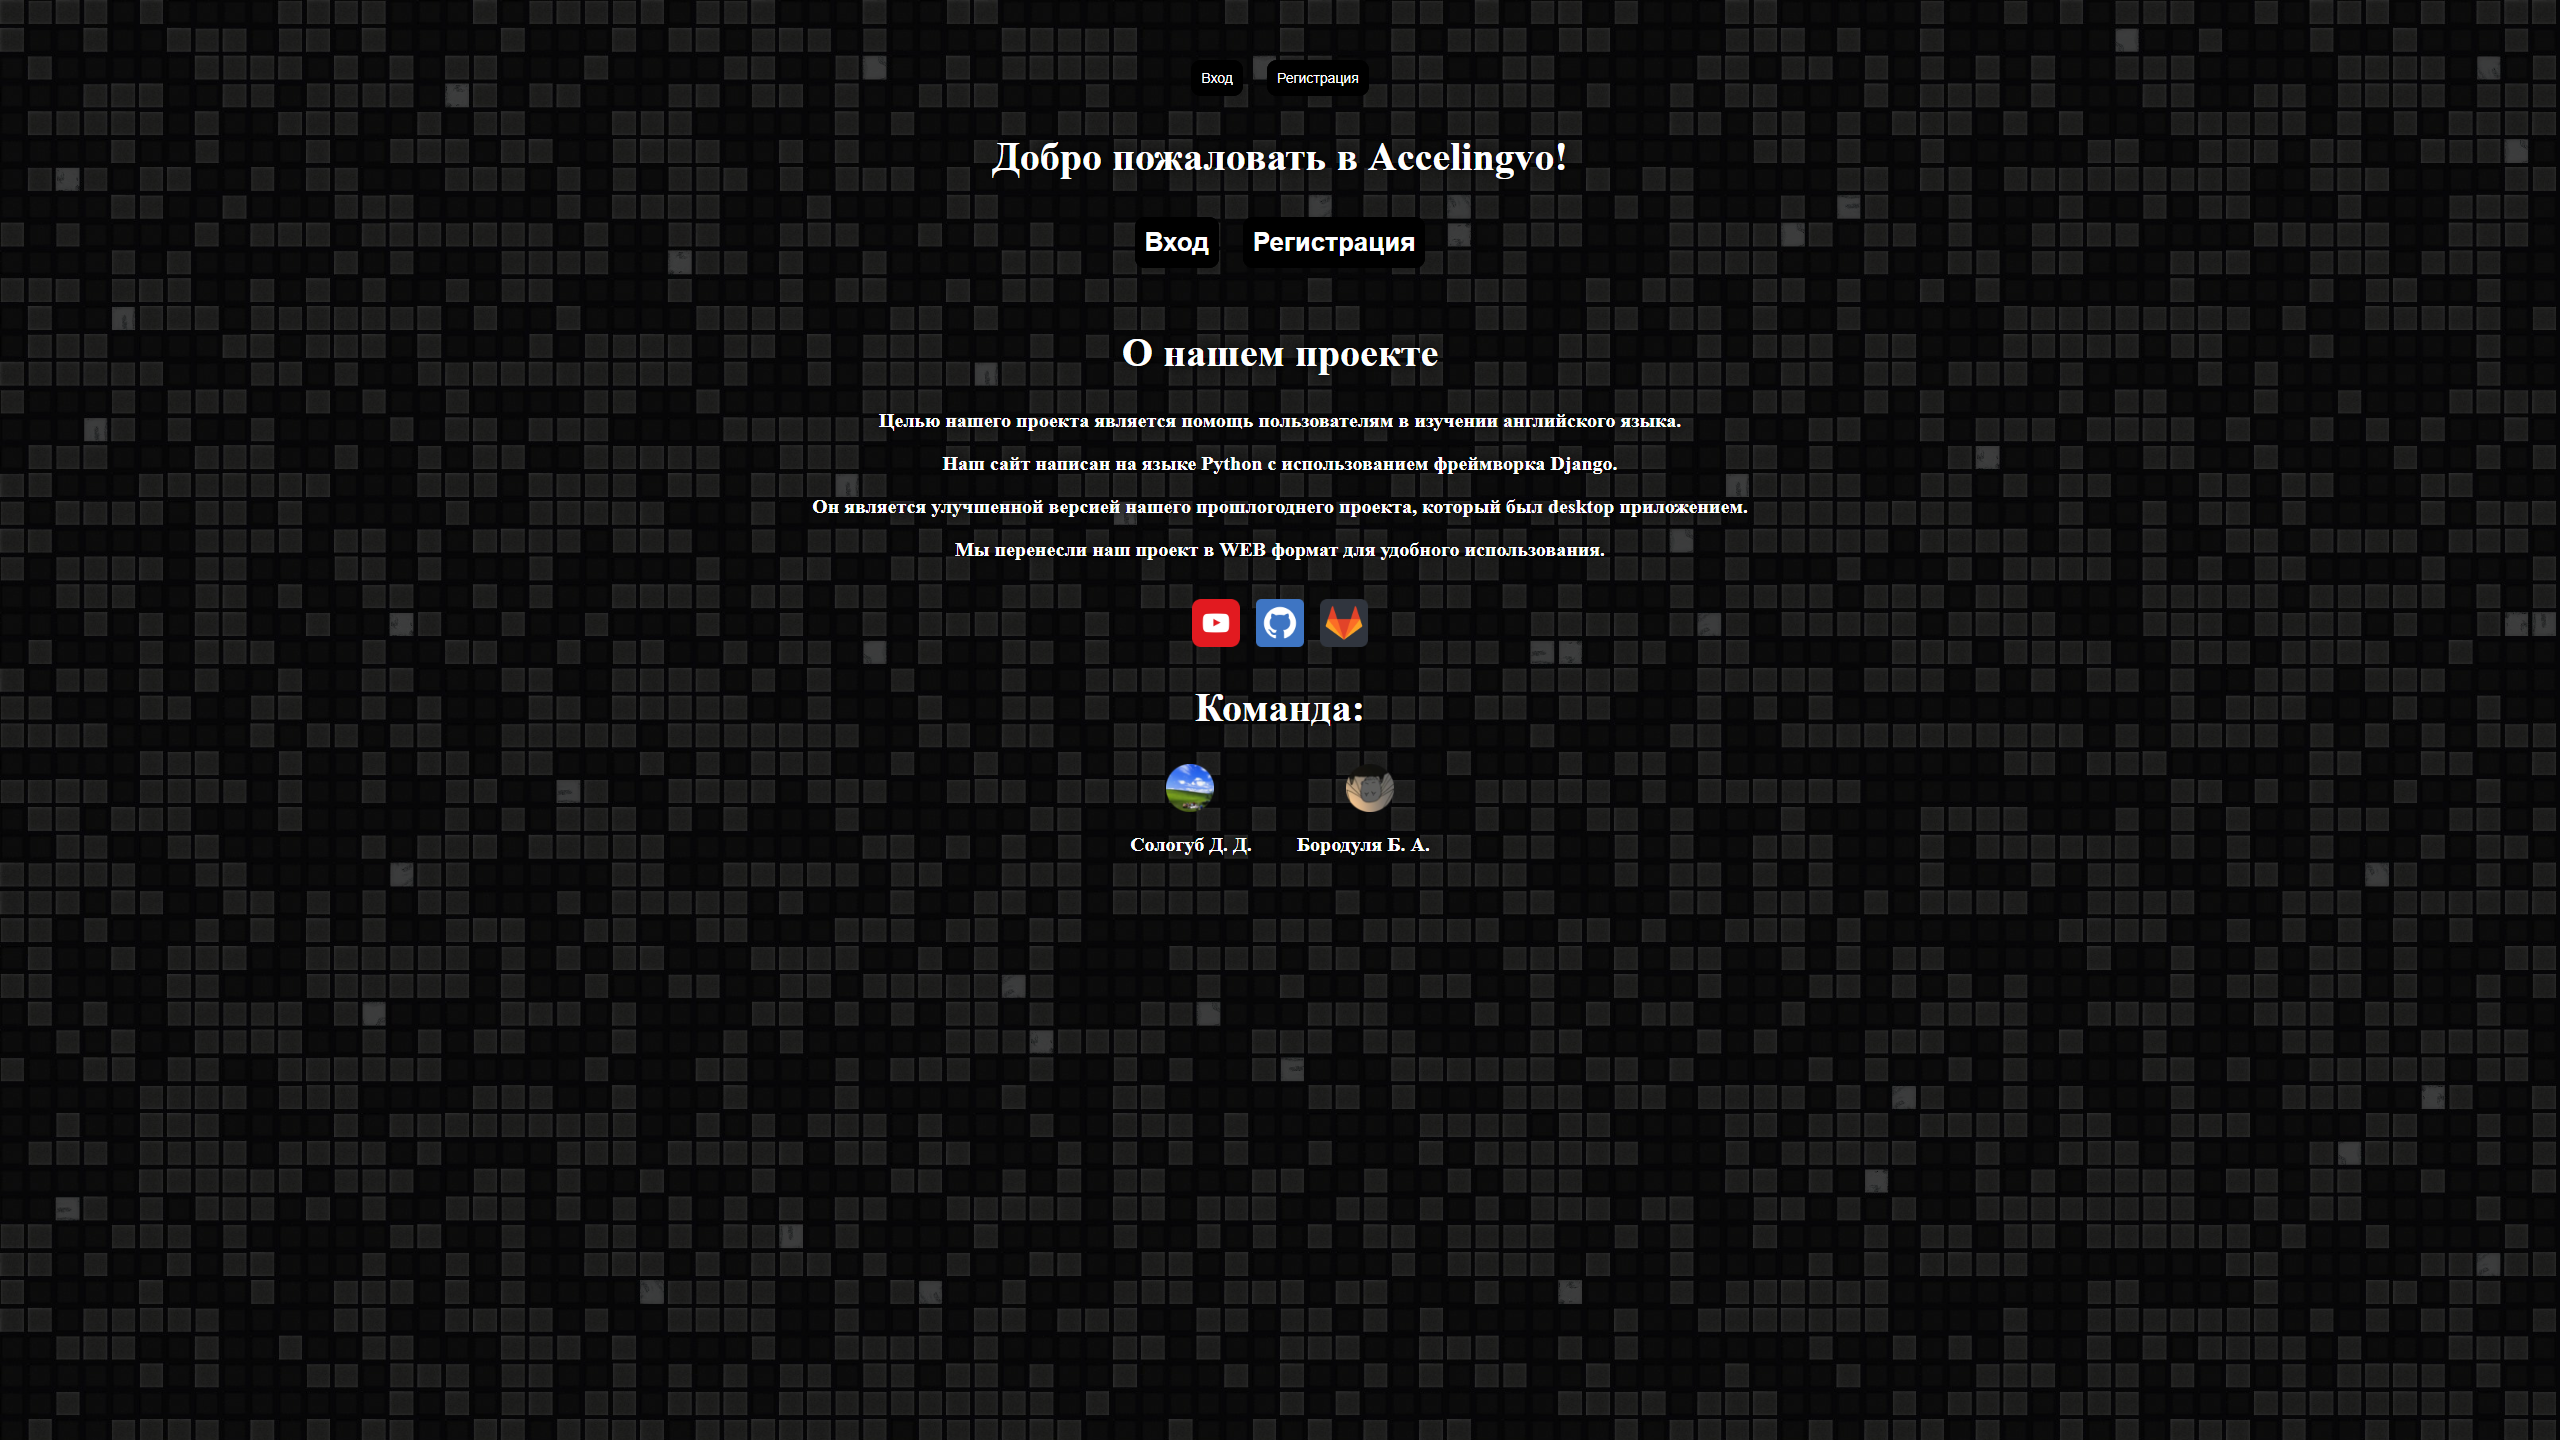 Вход Регистрация
Добро пожаловать в Accelingvo!
Вход Регистрация
О нашем проекте
Целью нашего проекта является помощь пользователям в изучении английского языка.
Наш сайт написан на языке Python с использованием фреймворка Django.
Он является улучшенной версией нашего прошлогоднего проекта, который был desktop приложением.
Мы перенесли наш проект в WEB формат для удобного использования.
Команда:
Сологуб Д. Д. Бородуля Б. А.